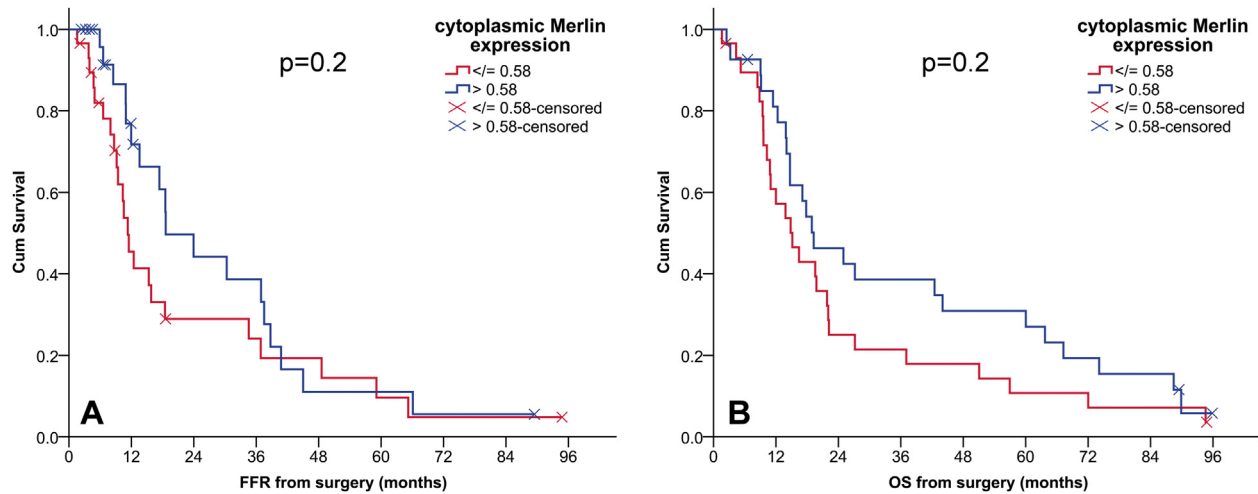 cytoplasmic Merlin
expression
</= 0.58
> 0.58
</= 0.58-censored
> 0.58-censored
p=0.2
Cum Survival
1.0
0.8
0.6
0.4
0.2
0.0
A
0 12 24 36 48 60 72 84 96
FFR from surgery (months)
cytoplasmic Merlin
expression
</= 0.58
> 0.58
</= 0.58-censored
> 0.58-censored
p=0.2
Cum Survival
1.0
0.8
0.6
0.4
0.2
0.0
B
0 12 24 36 48 60 72 84 96
OS from surgery (months)